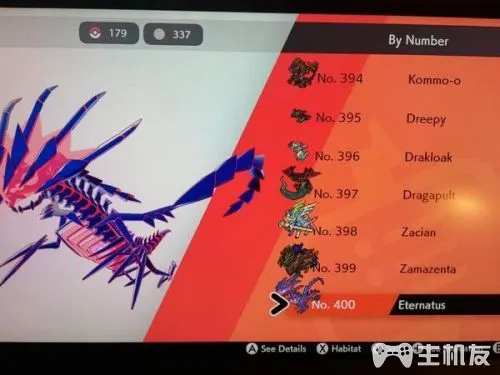 179
337
By Number
No. 394 Kommo-o
No. 395 Dreepy
No. 396 Drakloak
No. 397 Dragapult
No. 398 Zacian
No. 399 Zamazenta
No. 400 Eternatus
A See Details X Habitat
主机友